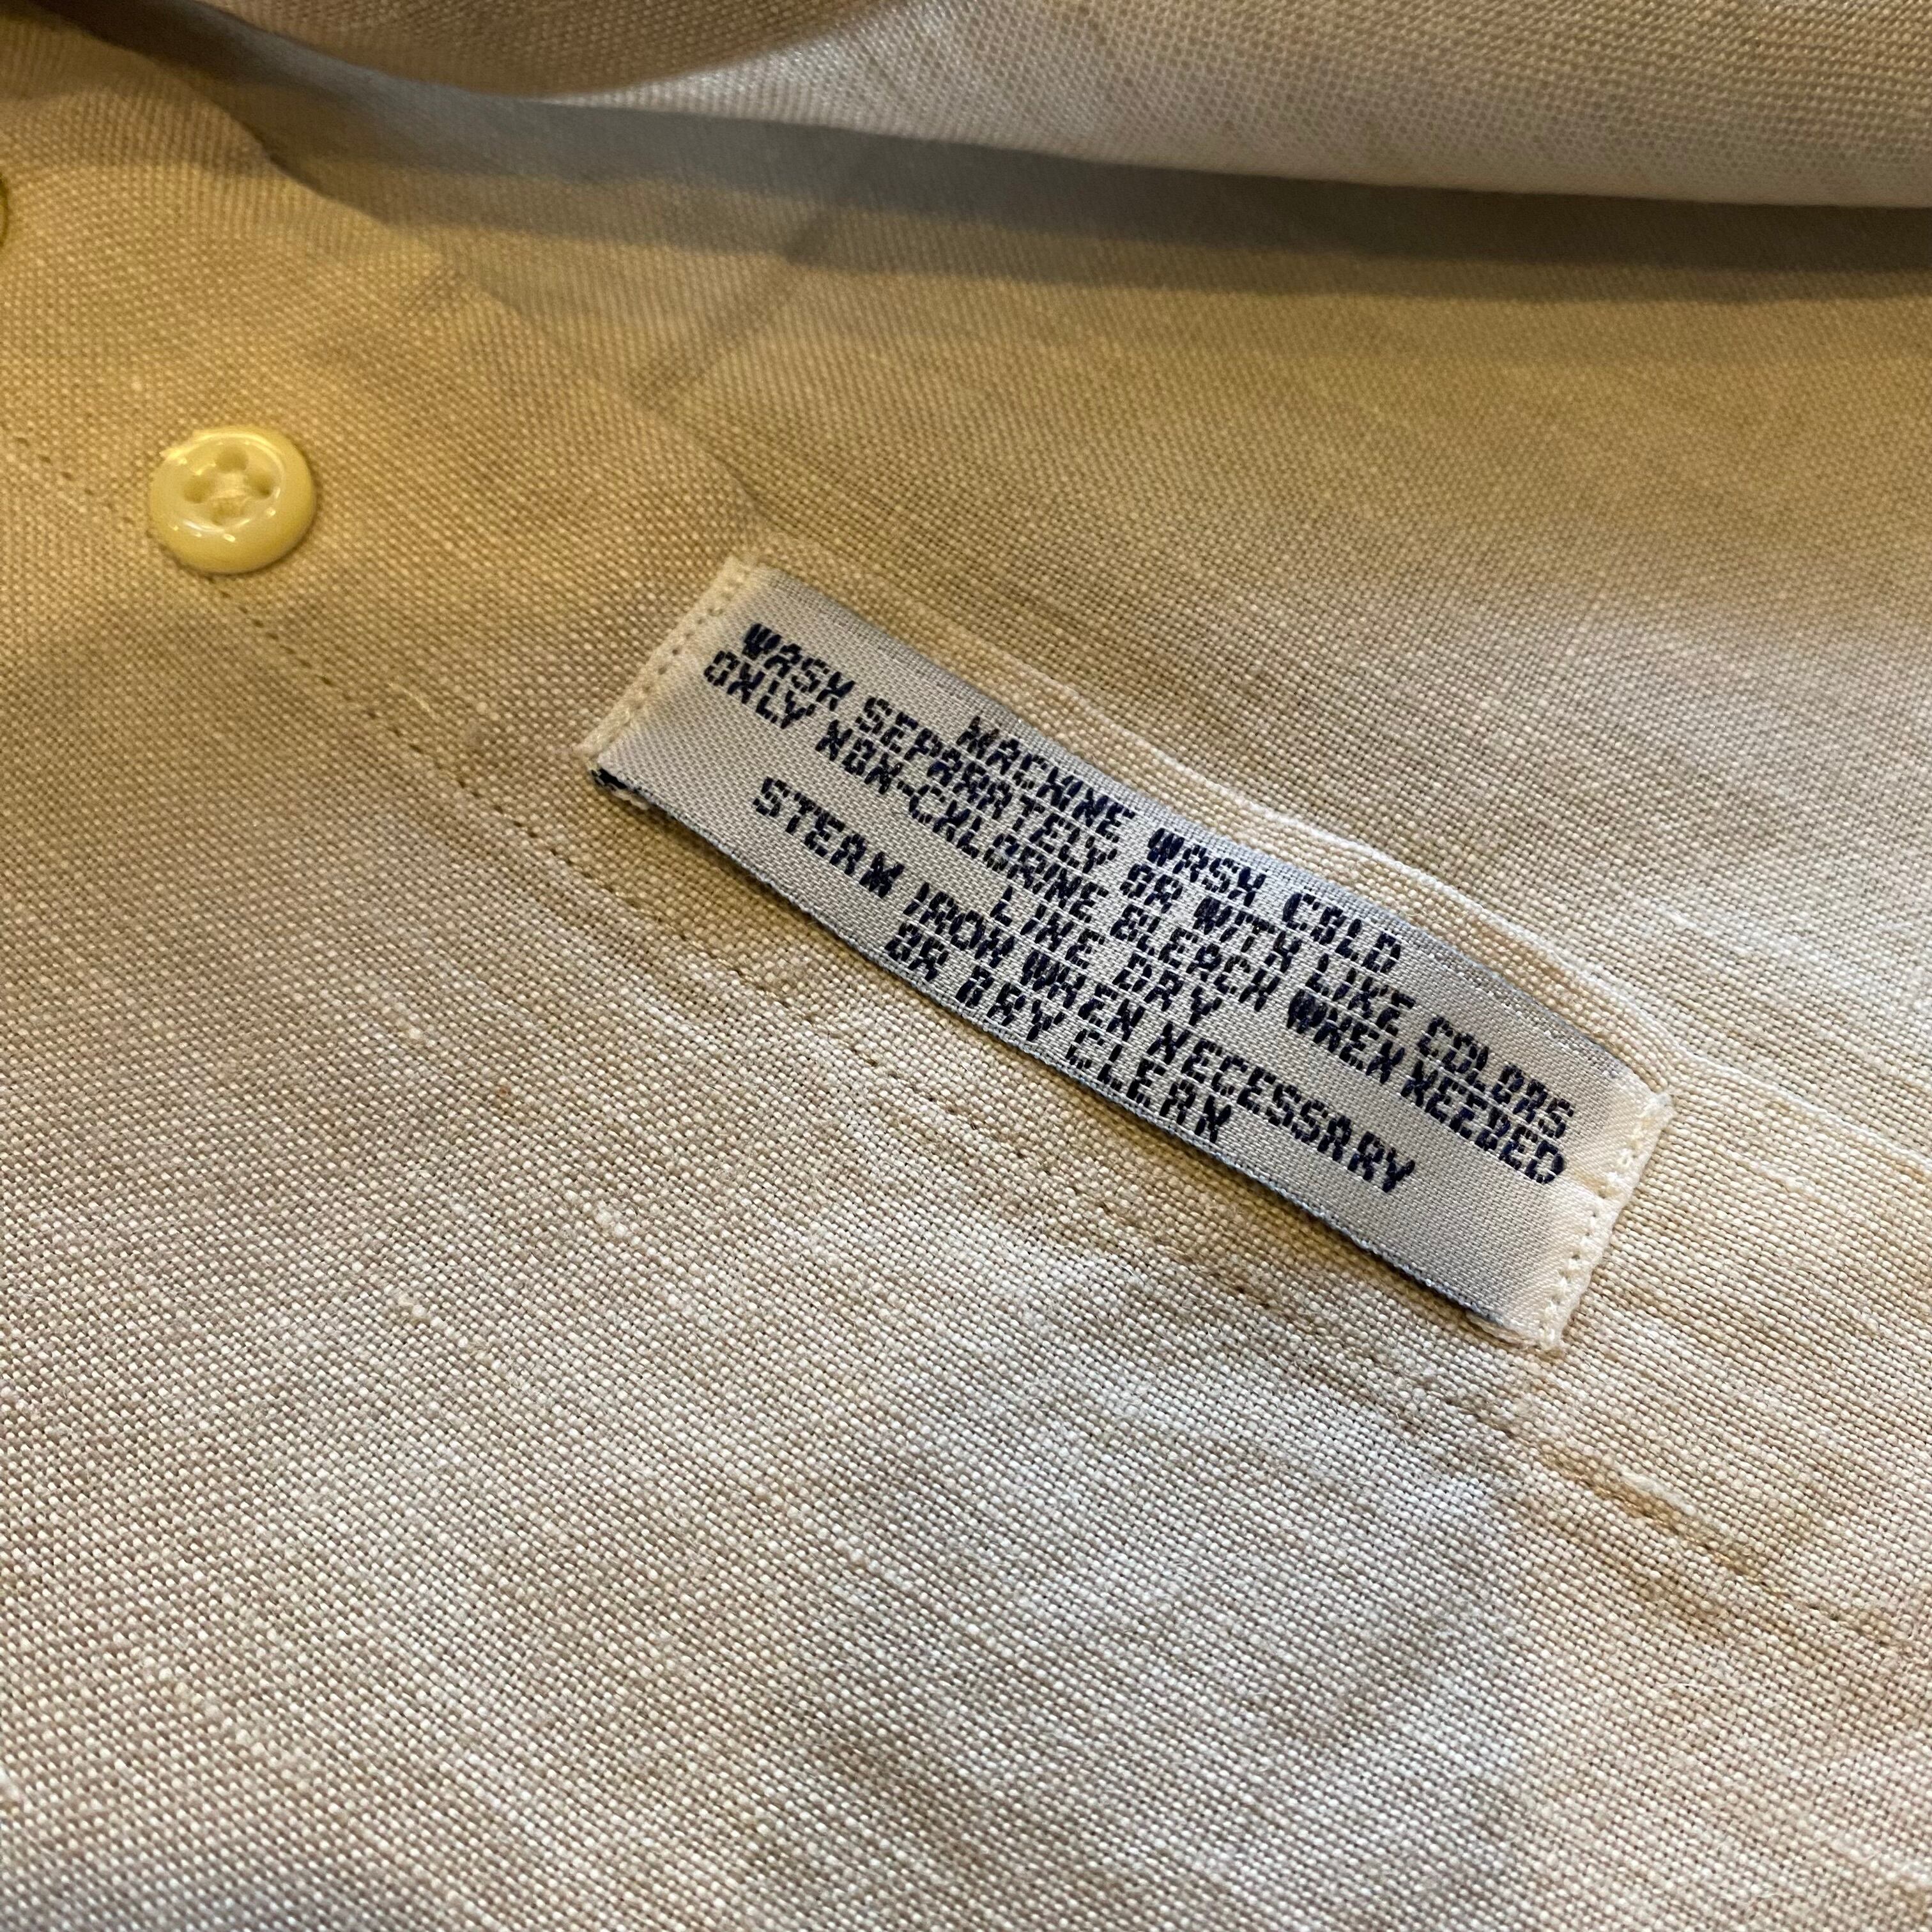 MACHINE WASH COLD
WASH SEPARATELY OR WITH LIKE COLORS
ONLY NON-CHLORINE BLEACH WHEN NEEDED
LINE DRY
STEAM IRON WHEN NECESSARY
OR DRY CLEAN